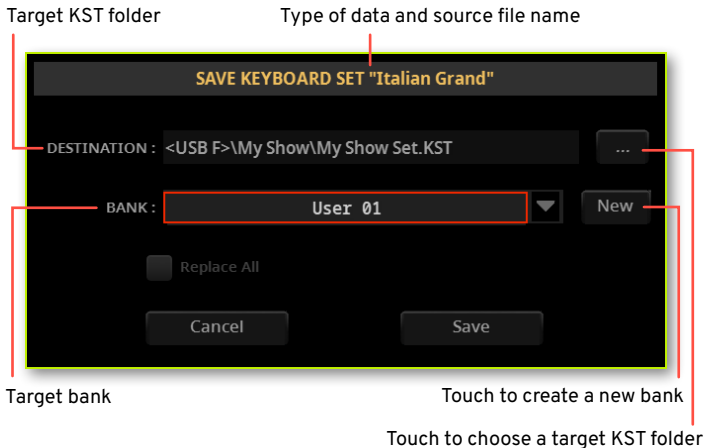 Target KST folder
Type of data and source file name
SAVE KEYBOARD SET "Italian Grand"
DESTINATION : <USB F>\My Show\My Show Set.KST ...
BANK : User 01 New
Replace All
Cancel Save
Target bank
Touch to create a new bank
Touch to choose a target KST folder